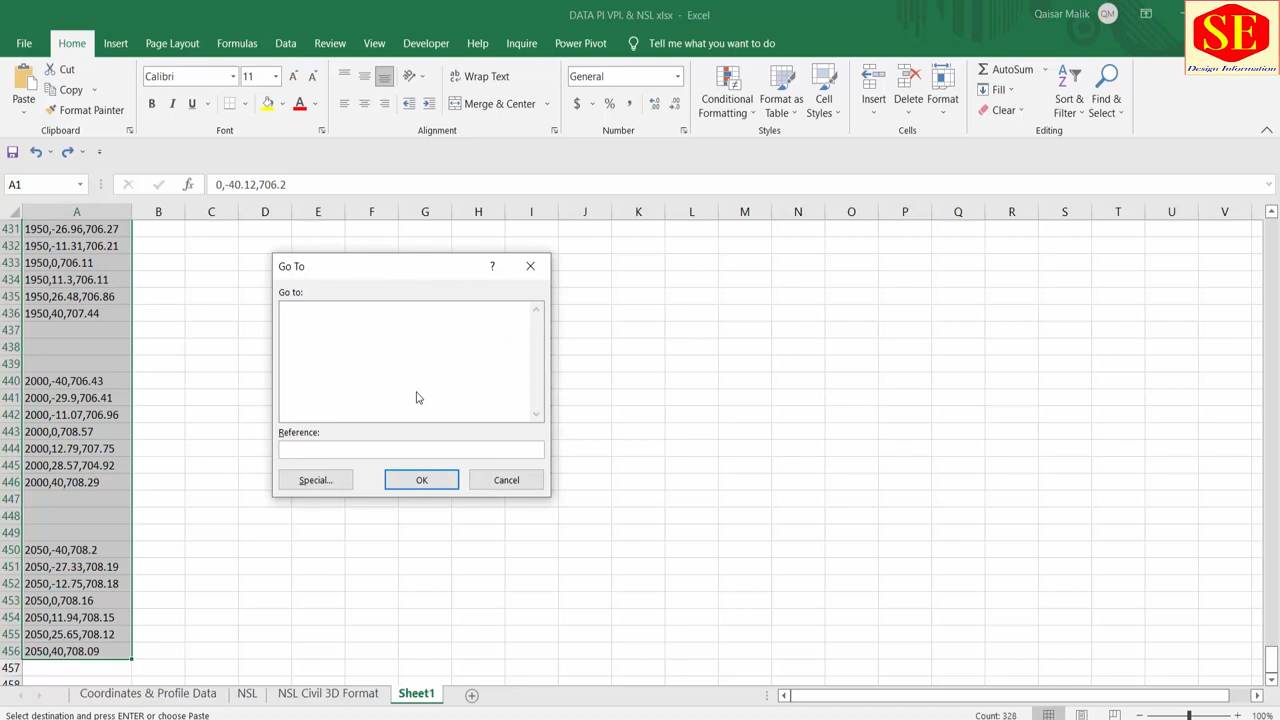 DATA PI VPI. & NSL xlsx - Excel
Qaisar Malik
QM
SE
Design Information
File
Home
Insert
Page Layout
Formulas
Data
Review
View
Developer
Help
Inquire
Power Pivot
Tell me what you want to do
Paste
Cut
Copy
Format Painter
Clipboard
Calibri
11
A A
B I U A
Font
ab
Wrap Text
Merge & Center
Alignment
General
$ % ,
Number
Conditional
Formatting
Format as
Table
Cell
Styles
Styles
Insert
Delete
Format
Cells
AutoSum
Fill
Clear
Sort &
Filter
Find &
Select
Editing
A1
fx
0,-40.12,706.2
A B C D E F G H I J K L M N O P Q R S T U V
431 1950,-26.96,706.27
432 1950,-11.31,706.21
433 1950,0,706.11
434 1950,11.3,706.11
435 1950,26.48,706.86
436 1950,40,707.44
437
438
439
440 2000,-40,706.43
441 2000,-29.9,706.41
442 2000,-11.07,706.96
443 2000,0,708.57
444 2000,12.79,707.75
445 2000,28.57,704.92
446 2000,40,708.29
447
448
449
450 2050,-40,708.2
451 2050,-27.33,708.19
452 2050,-12.75,708.18
453 2050,0,708.16
454 2050,11.94,708.15
455 2050,25.65,708.12
456 2050,40,708.09
457
458
Go To
?
Go to:
Reference:
Special...
OK
Cancel
Coordinates & Profile Data
NSL
NSL Civil 3D Format
Sheet1
Select destination and press ENTER or choose Paste
Count: 328
100%